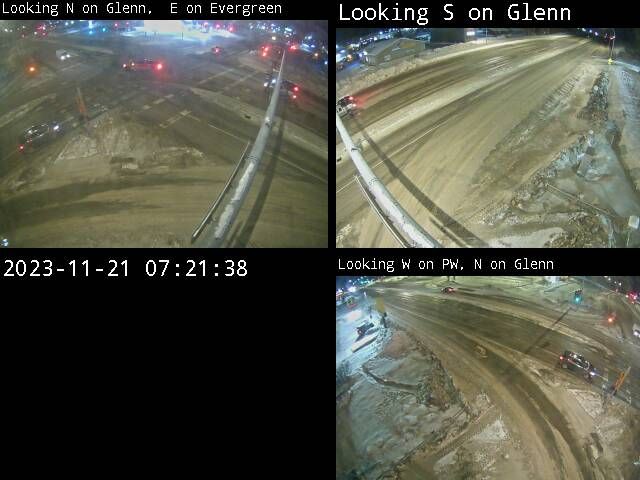 Looking N on Glenn,  E on Evergreen
Looking S on Glenn
2023-11-21 07:21:38
Looking W on PW, N on Glenn